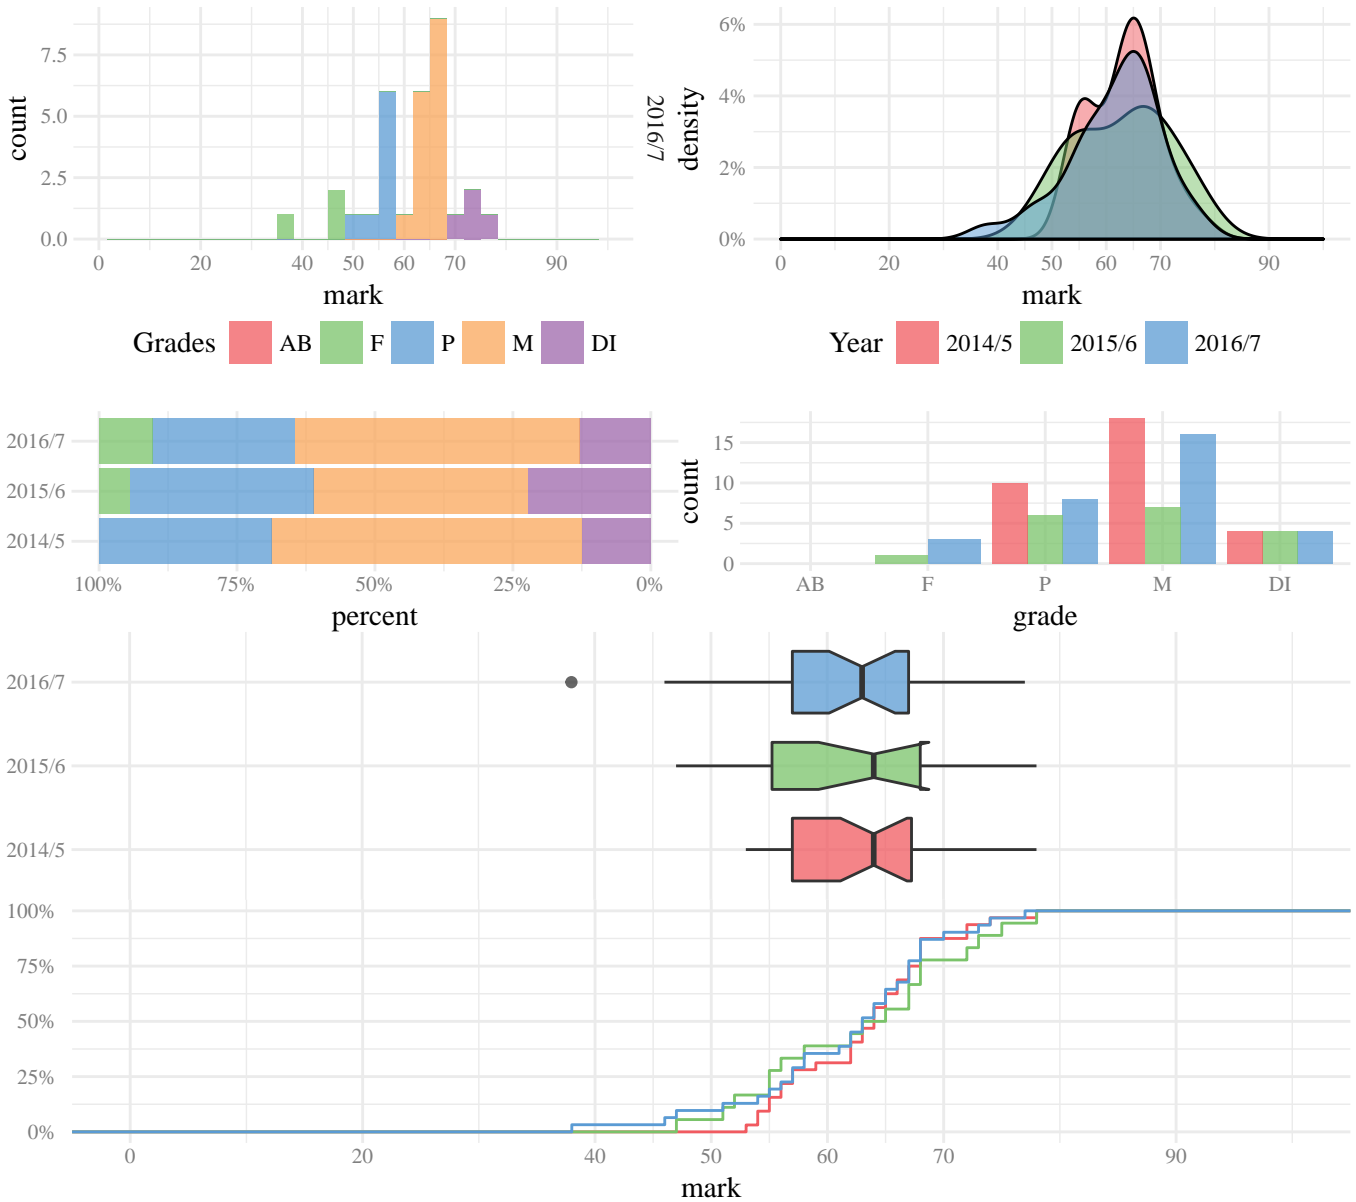 7.5
5.0
2.5
0.0
count
0 20 40 50 60 70 90
mark
2016/7
6%
4%
2%
0%
density
0 20 40 50 60 70 90
mark
Grades AB F P M DI
Year 2014/5 2015/6 2016/7
2016/7
2015/6
2014/5
100% 75% 50% 25% 0%
percent
15
10
5
0
count
AB F P M DI
grade
2016/7
2015/6
2014/5
100%
75%
50%
25%
0%
0 20 40 50 60 70 90
mark